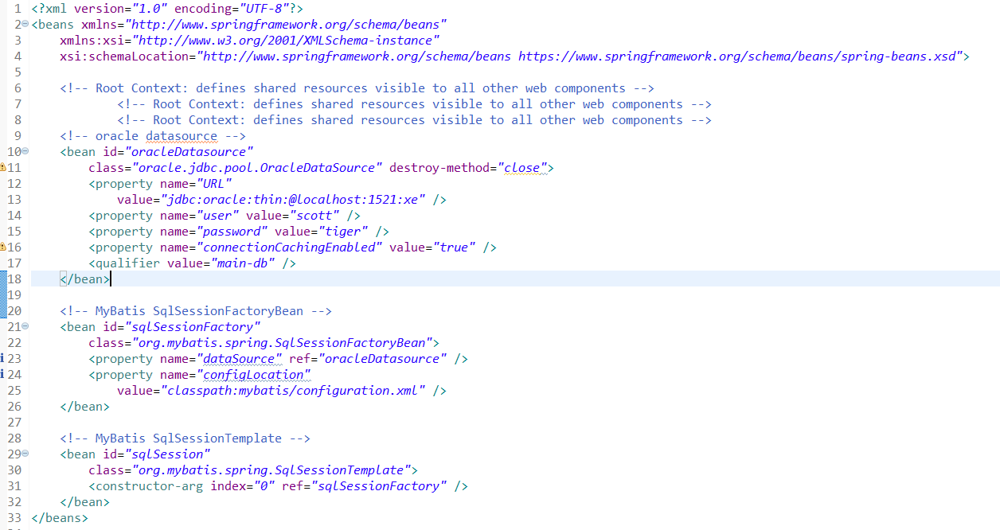 1 <?xml version="1.0" encoding="UTF-8"?>
2 <beans xmlns="http://www.springframework.org/schema/beans"
3     xmlns:xsi="http://www.w3.org/2001/XMLSchema-instance"
4     xsi:schemaLocation="http://www.springframework.org/schema/beans https://www.springframework.org/schema/beans/spring-beans.xsd">
5
6     <!-- Root Context: defines shared resources visible to all other web components -->
7             <!-- Root Context: defines shared resources visible to all other web components -->
8             <!-- Root Context: defines shared resources visible to all other web components -->
9     <!-- oracle datasource -->
10     <bean id="oracleDatasource"
11         class="oracle.jdbc.pool.OracleDataSource" destroy-method="close">
12         <property name="URL"
13             value="jdbc:oracle:thin:@localhost:1521:xe" />
14         <property name="user" value="scott" />
15         <property name="password" value="tiger" />
16         <property name="connectionCachingEnabled" value="true" />
17         <qualifier value="main-db" />
18     </bean>
19
20     <!-- MyBatis SqlSessionFactoryBean -->
21     <bean id="sqlSessionFactory"
22         class="org.mybatis.spring.SqlSessionFactoryBean">
23         <property name="dataSource" ref="oracleDatasource" />
24         <property name="configLocation"
25             value="classpath:mybatis/configuration.xml" />
26     </bean>
27
28     <!-- MyBatis SqlSessionTemplate -->
29     <bean id="sqlSession"
30         class="org.mybatis.spring.SqlSessionTemplate">
31         <constructor-arg index="0" ref="sqlSessionFactory" />
32     </bean>
33 </beans>